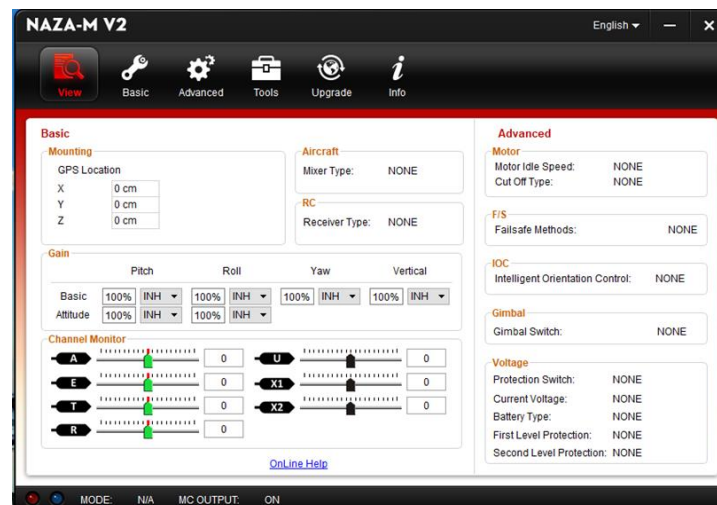 NAZA-M V2
English
View Basic Advanced Tools Upgrade Info
Basic
Mounting
GPS Location
X 0 cm
Y 0 cm
Z 0 cm
Aircraft
Mixer Type: NONE
RC
Receiver Type: NONE
Gain
Pitch Roll Yaw Vertical
Basic 100% INH 100% INH 100% INH 100% INH
Attitude 100% INH 100% INH
Channel Monitor
A 0 U 0
E 0 X1 0
T 0 X2 0
R 0
OnLine Help
Advanced
Motor
Motor Idle Speed: NONE
Cut Off Type: NONE
F/S
Failsafe Methods: NONE
IOC
Intelligent Orientation Control: NONE
Gimbal
Gimbal Switch: NONE
Voltage
Protection Switch: NONE
Current Voltage: NONE
Battery Type: NONE
First Level Protection: NONE
Second Level Protection: NONE
MODE: N/A MC OUTPUT: ON